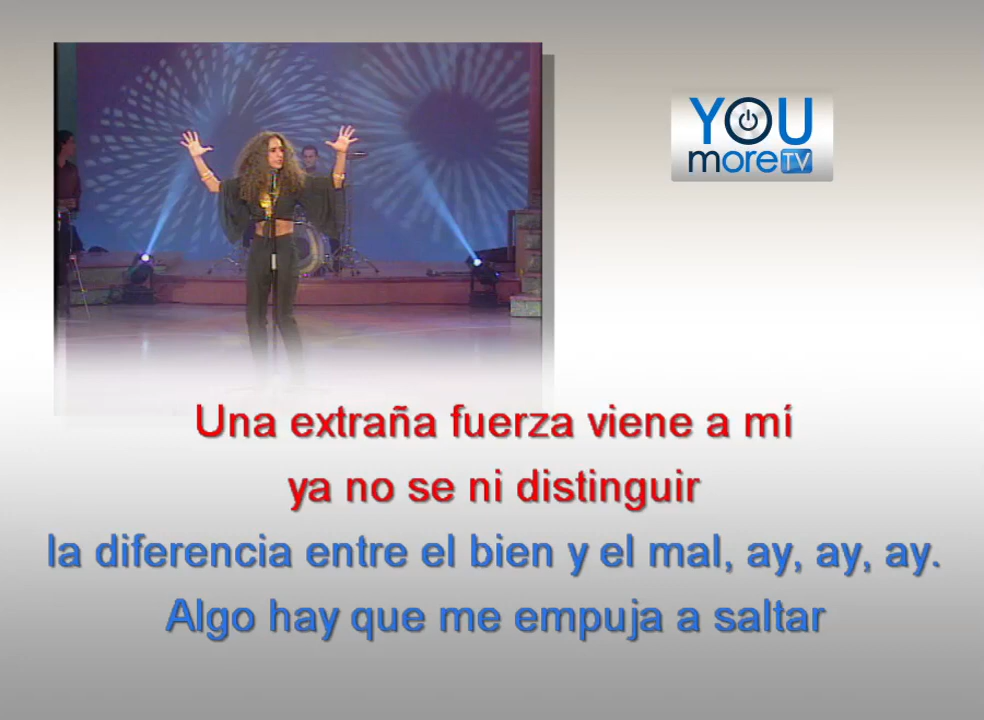 YOU
moreTV
Una extraña fuerza viene a mí
ya no se ni distinguir
la diferencia entre el bien y el mal, ay, ay, ay.
Algo hay que me empuja a saltar